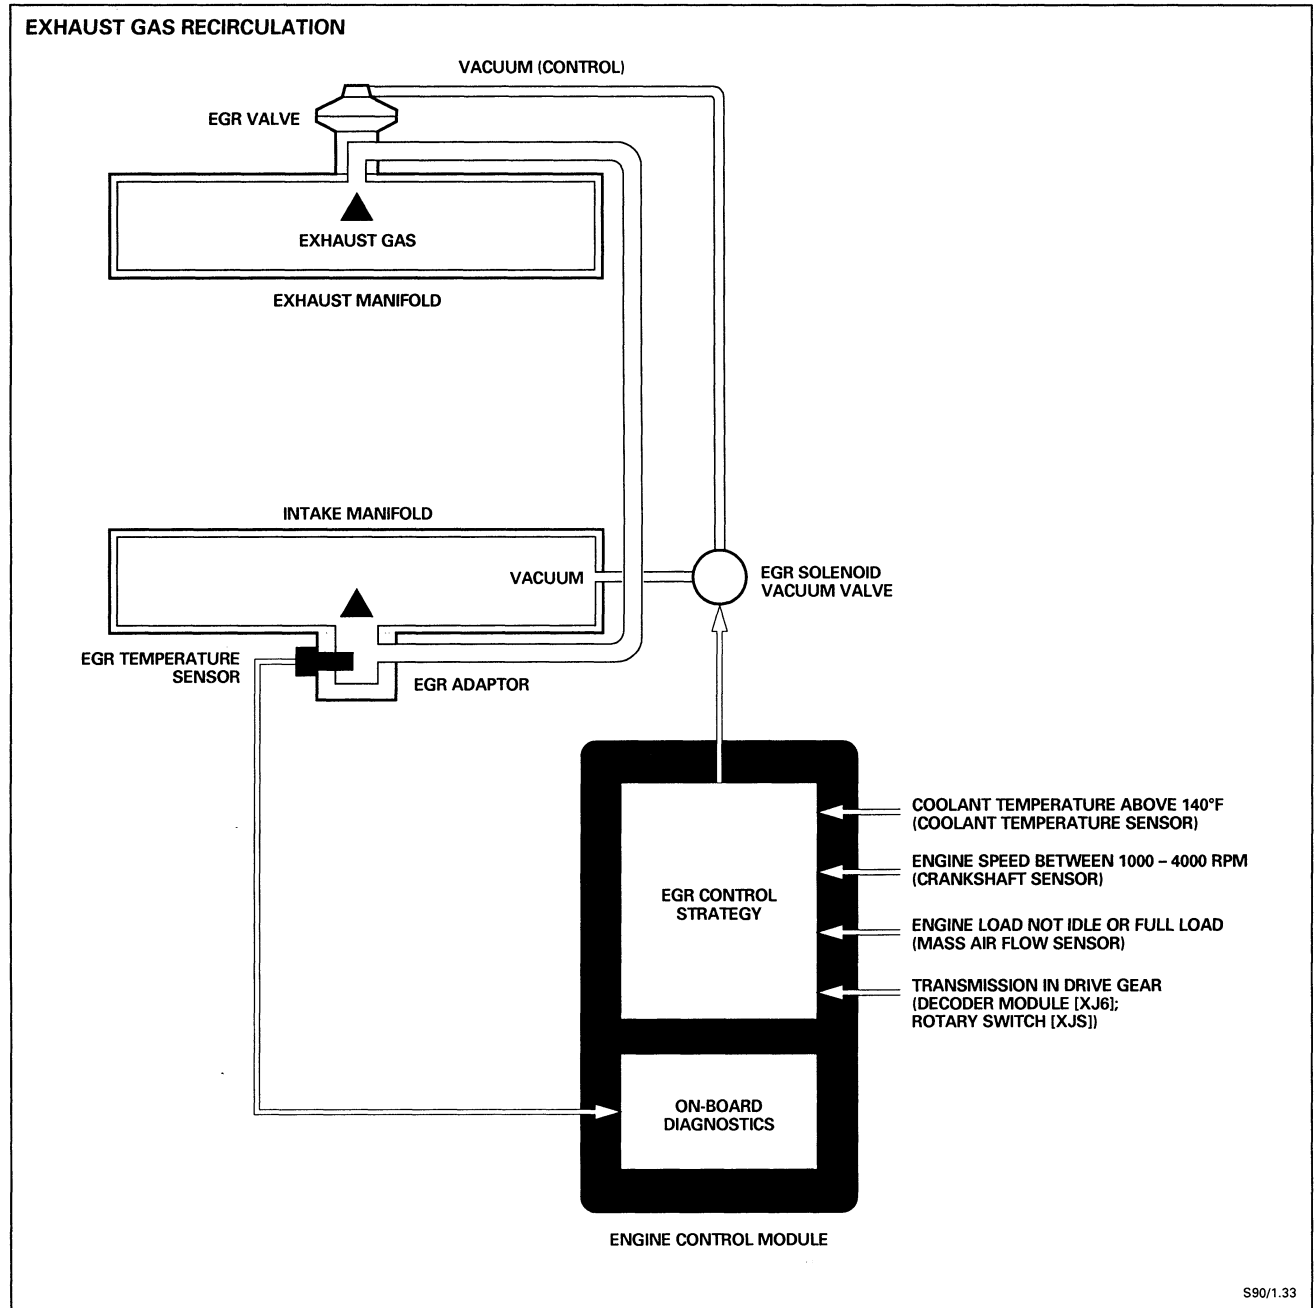 EXHAUST GAS RECIRCULATION
VACUUM (CONTROL)
EGR VALVE
EXHAUST GAS
EXHAUST MANIFOLD
INTAKE MANIFOLD
VACUUM
EGR SOLENOID
VACUUM VALVE
EGR TEMPERATURE
SENSOR
EGR ADAPTOR
COOLANT TEMPERATURE ABOVE 140°F
(COOLANT TEMPERATURE SENSOR)
ENGINE SPEED BETWEEN 1000 – 4000 RPM
(CRANKSHAFT SENSOR)
EGR CONTROL
STRATEGY
ENGINE LOAD NOT IDLE OR FULL LOAD
(MASS AIR FLOW SENSOR)
TRANSMISSION IN DRIVE GEAR
(DECODER MODULE [XJ6];
ROTARY SWITCH [XJS])
ON-BOARD
DIAGNOSTICS
ENGINE CONTROL MODULE
S90/1.33